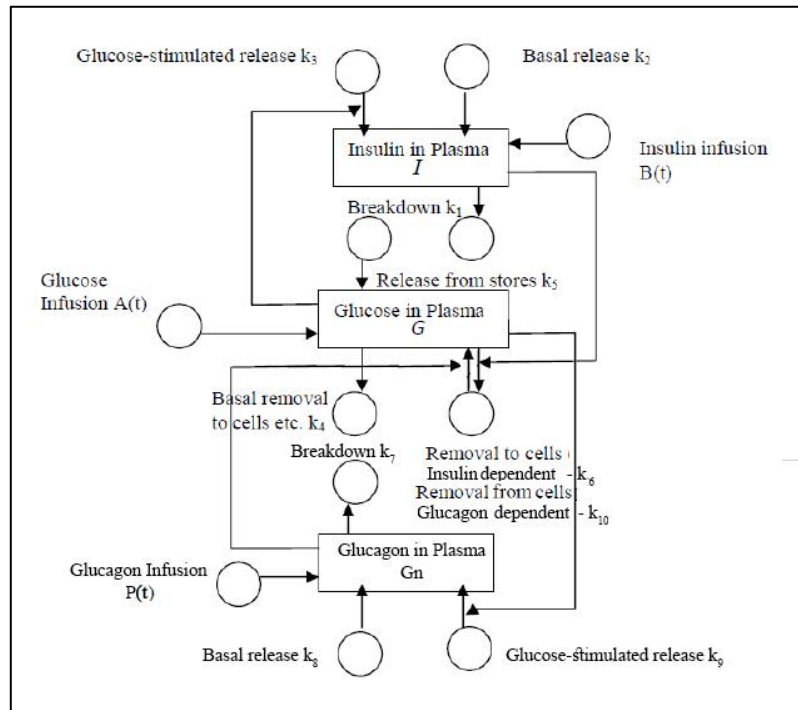 Glucose-stimulated release k3
Basal release k2
Insulin in Plasma
I
Insulin infusion
B(t)
Breakdown k1
Release from stores k5
Glucose
Infusion A(t)
Glucose in Plasma
G
Basal removal
to cells etc. k4
Breakdown k7
Removal to cells
Insulin dependent - k6
Removal from cells
Glucagon dependent - k10
Glucagon in Plasma
Gn
Glucagon Infusion
P(t)
Basal release k8
Glucose-stimulated release k9